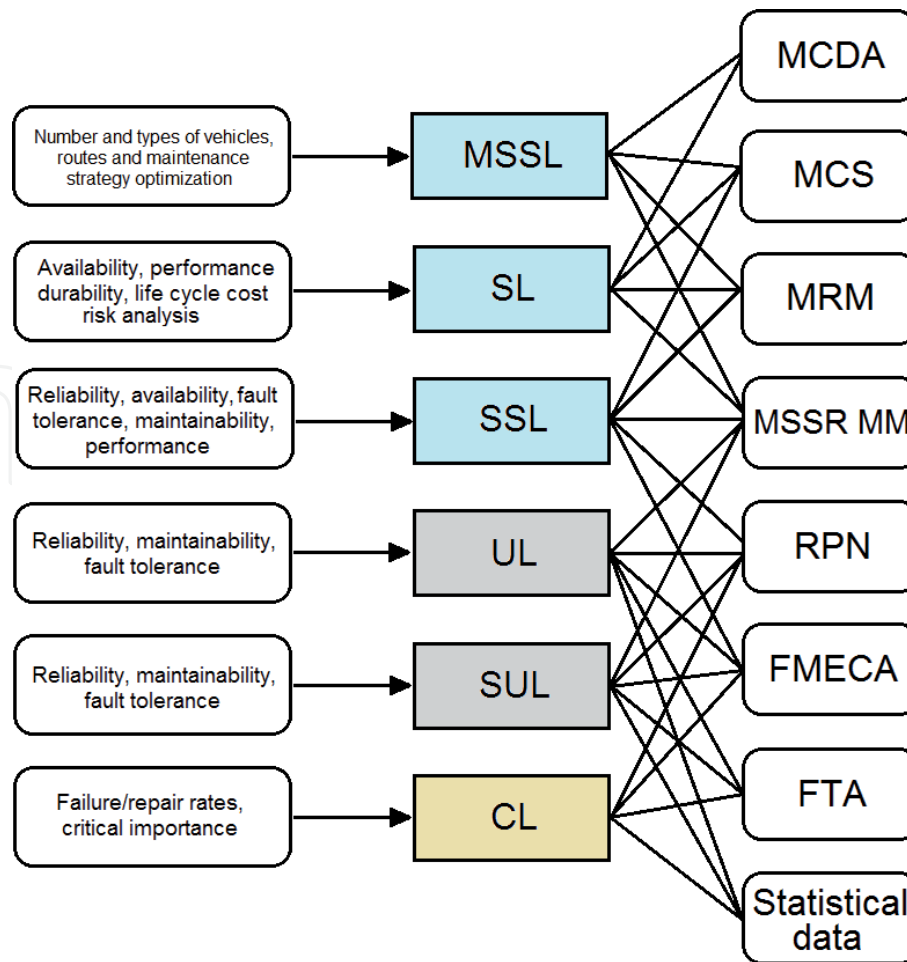 MCDA
Number and types of vehicles,
routes and maintenance
strategy optimization
MSSL
MCS
Availability, performance
durability, life cycle cost
risk analysis
SL
MRM
Reliability, availability, fault
tolerance, maintainability,
performance
SSL
MSSR MM
Reliability, maintainability,
fault tolerance
UL
RPN
Reliability, maintainability,
fault tolerance
SUL
FMECA
Failure/repair rates,
critical importance
CL
FTA
Statistical
data